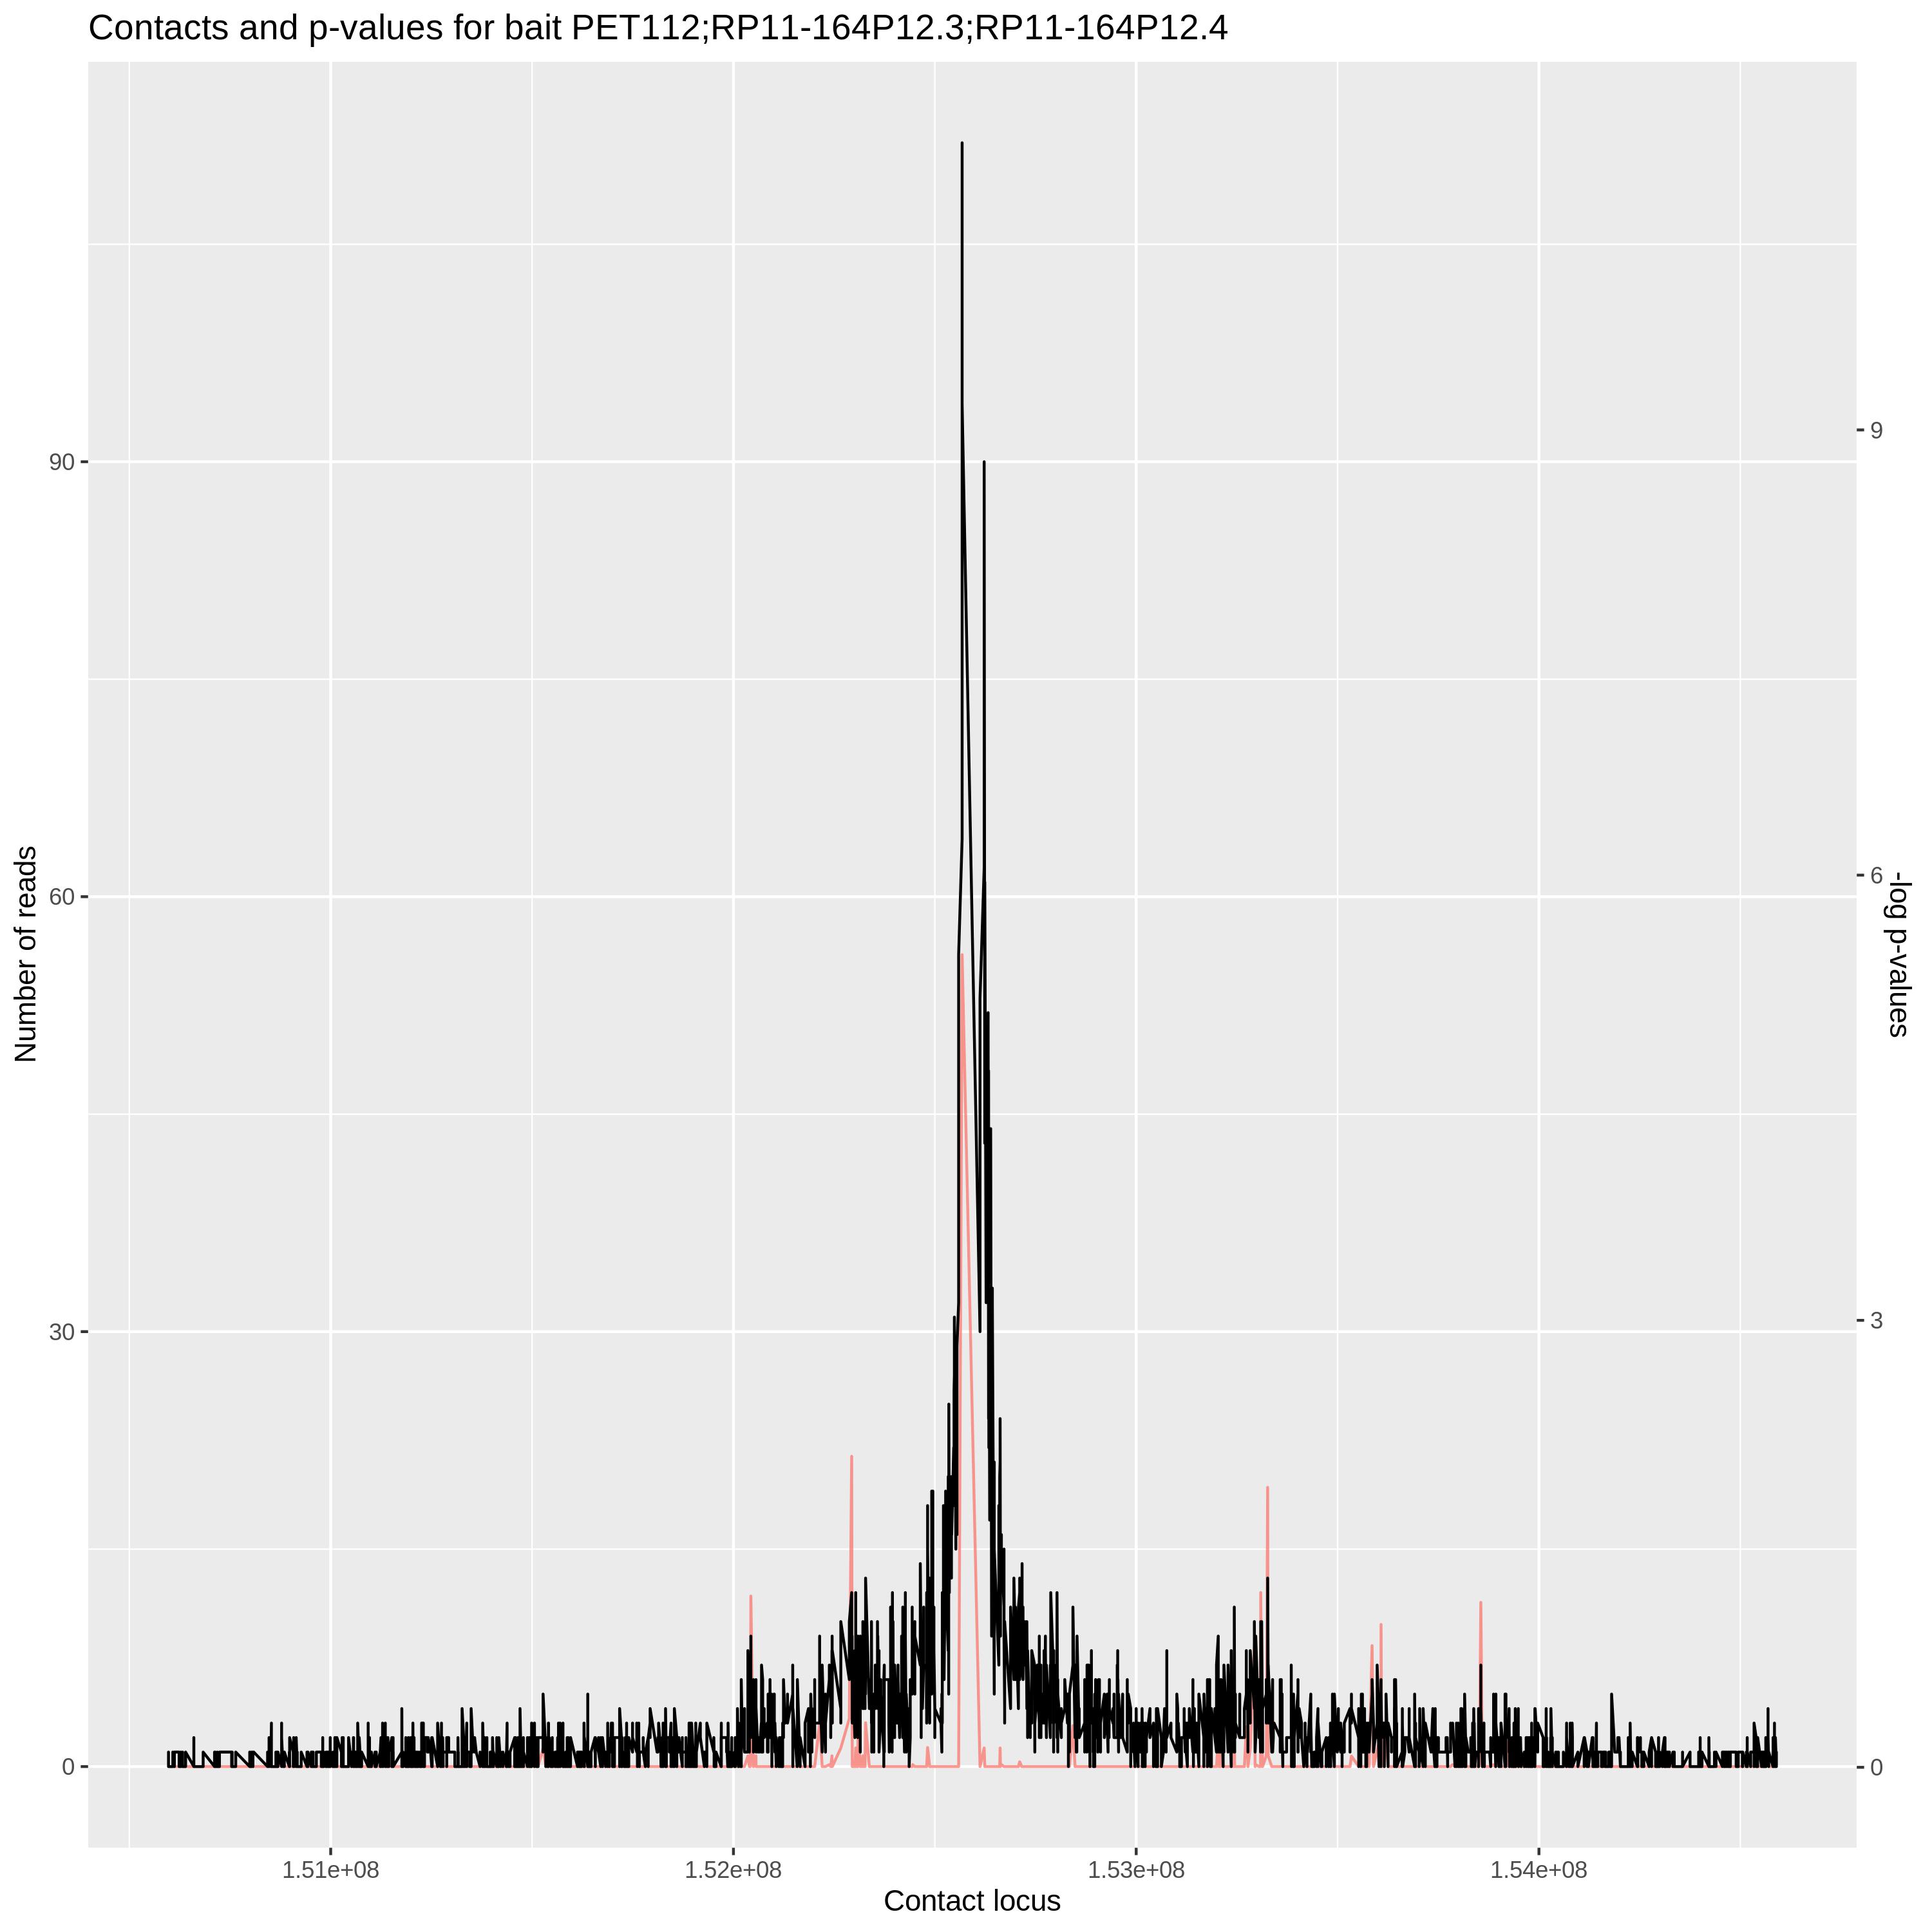 Contacts and p-values for bait PET112;RP11-164P12.3;RP11-164P12.4
90
60
30
0
Number of reads
9
6
3
0
-log p-values
1.51e+08
1.52e+08
1.53e+08
1.54e+08
Contact locus